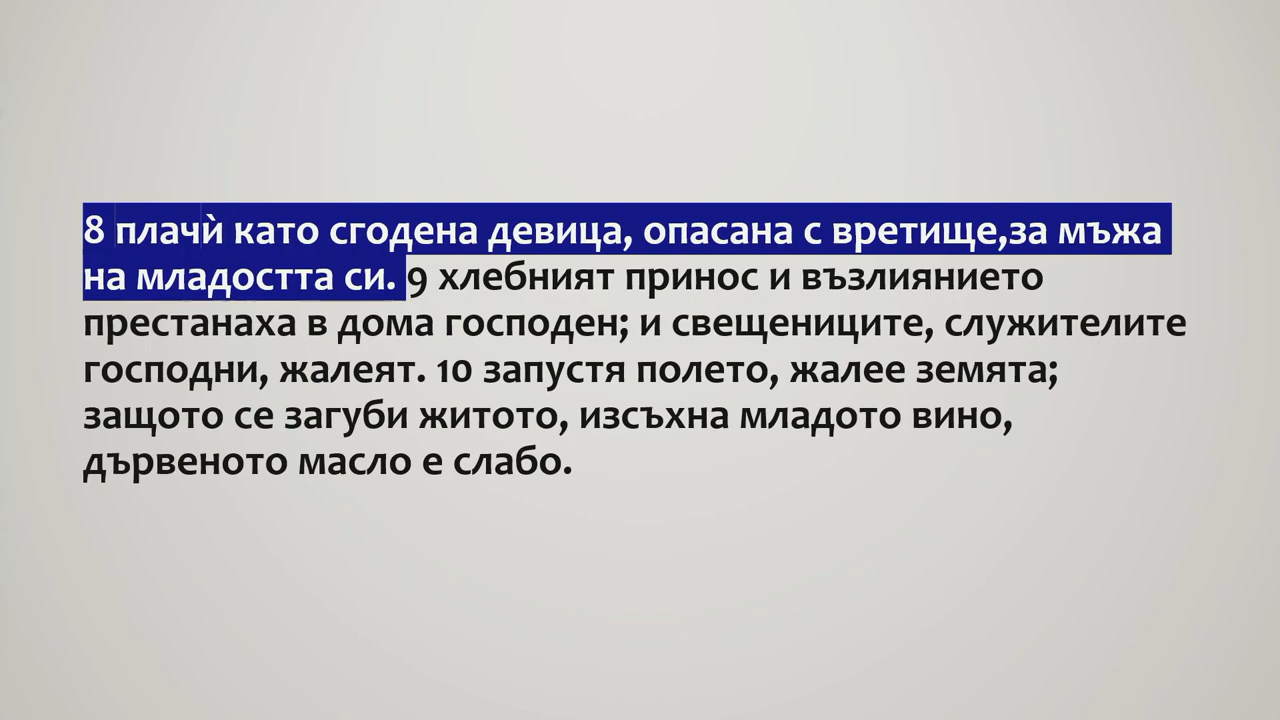 8 плачѝ като сгодена девица, опасана с вретище,за мъжа
на младостта си. 9 хлебният принос и възлиянието
престанаха в дома господен; и свещениците, служителите
господни, жалеят. 10 запустя полето, жалее земята;
защото се загуби житото, изсъхна младото вино,
дървеното масло е слабо.